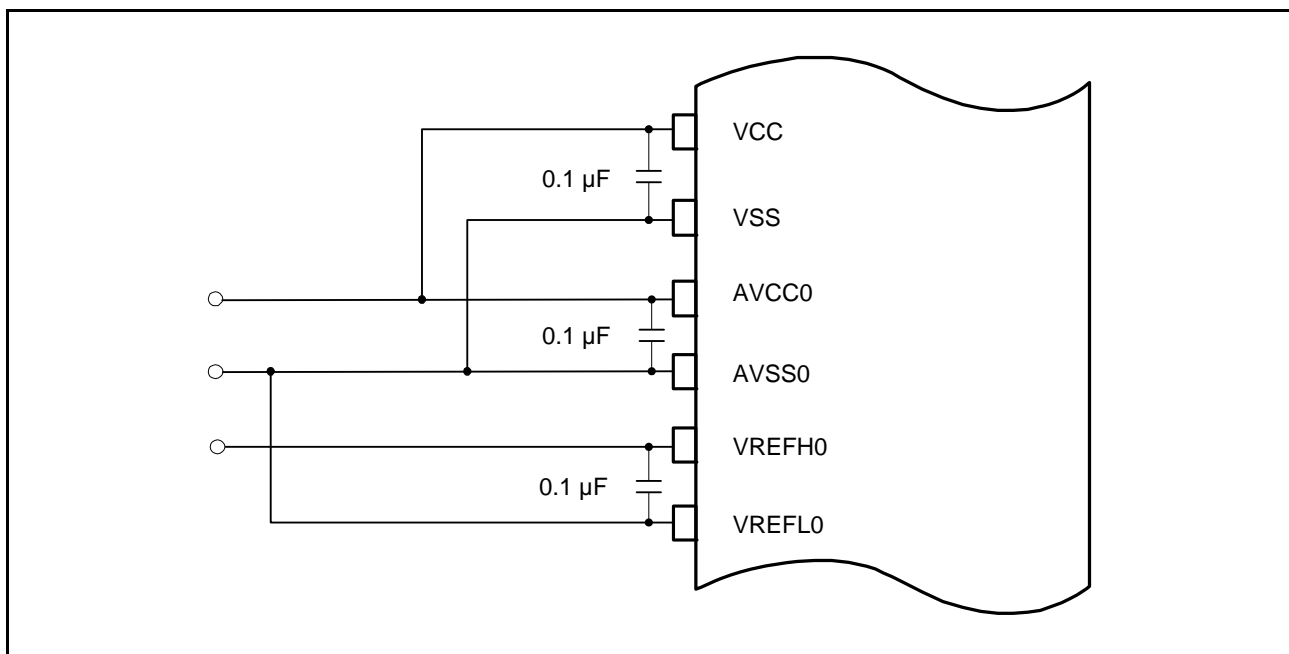 VCC
0.1 µF
VSS
AVCC0
0.1 µF
AVSS0
VREFH0
0.1 µF
VREFL0